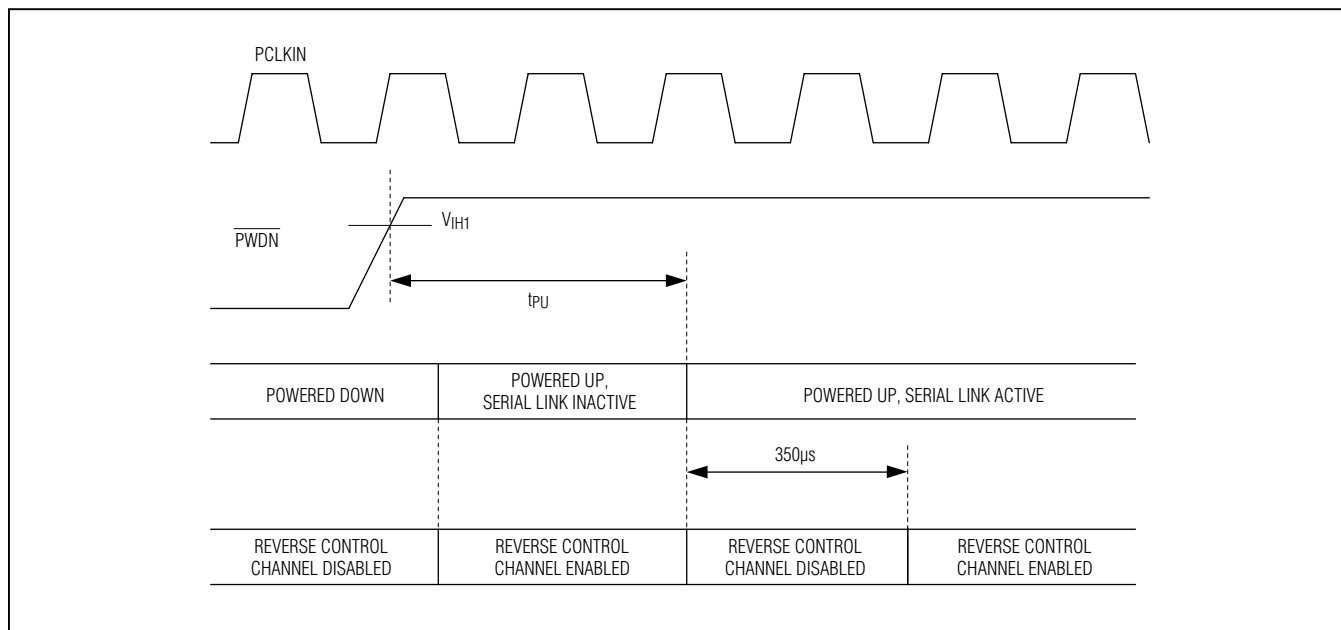 PCLKIN
VIH1
PWDN
tPU
POWERED DOWN
POWERED UP,
SERIAL LINK INACTIVE
POWERED UP, SERIAL LINK ACTIVE
350µs
REVERSE CONTROL
CHANNEL DISABLED
REVERSE CONTROL
CHANNEL ENABLED
REVERSE CONTROL
CHANNEL DISABLED
REVERSE CONTROL
CHANNEL ENABLED